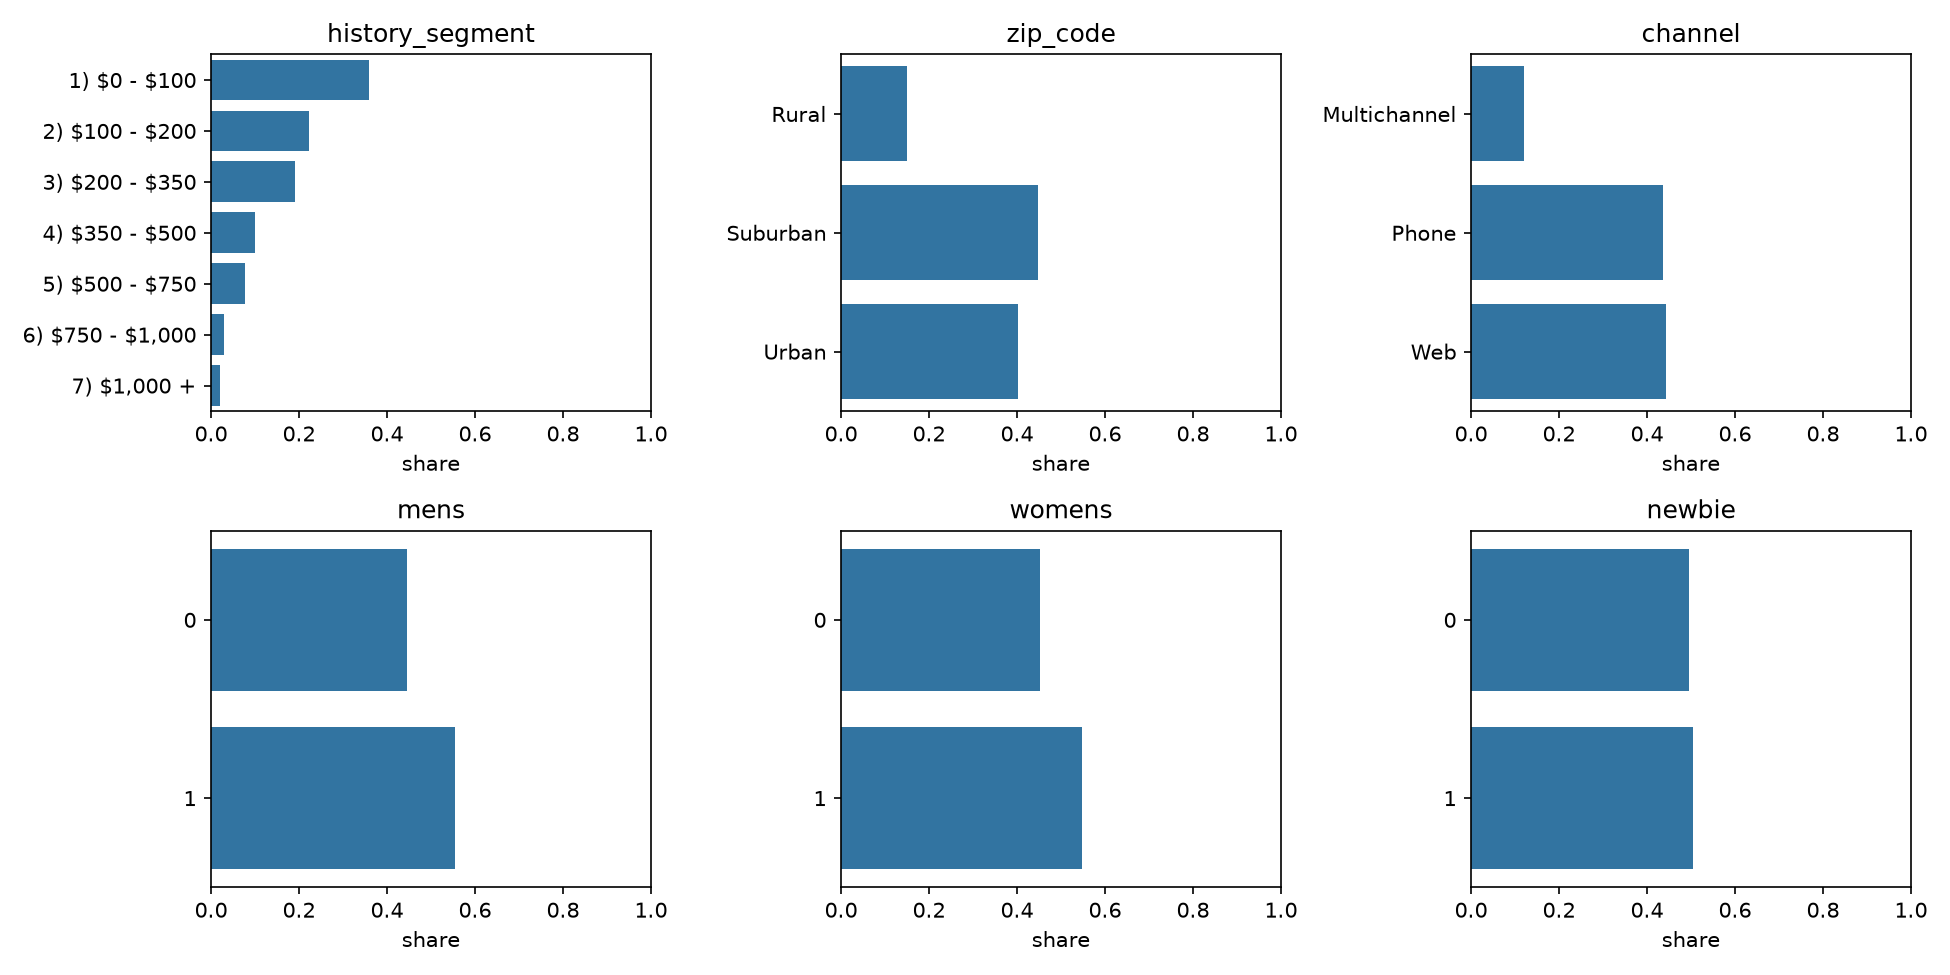 history_segment
1) $0 - $100
2) $100 - $200
3) $200 - $350
4) $350 - $500
5) $500 - $750
6) $750 - $1,000
7) $1,000 +
0.0 0.2 0.4 0.6 0.8 1.0
share
zip_code
Rural
Suburban
Urban
0.0 0.2 0.4 0.6 0.8 1.0
share
channel
Multichannel
Phone
Web
0.0 0.2 0.4 0.6 0.8 1.0
share
mens
0
1
0.0 0.2 0.4 0.6 0.8 1.0
share
womens
0
1
0.0 0.2 0.4 0.6 0.8 1.0
share
newbie
0
1
0.0 0.2 0.4 0.6 0.8 1.0
share